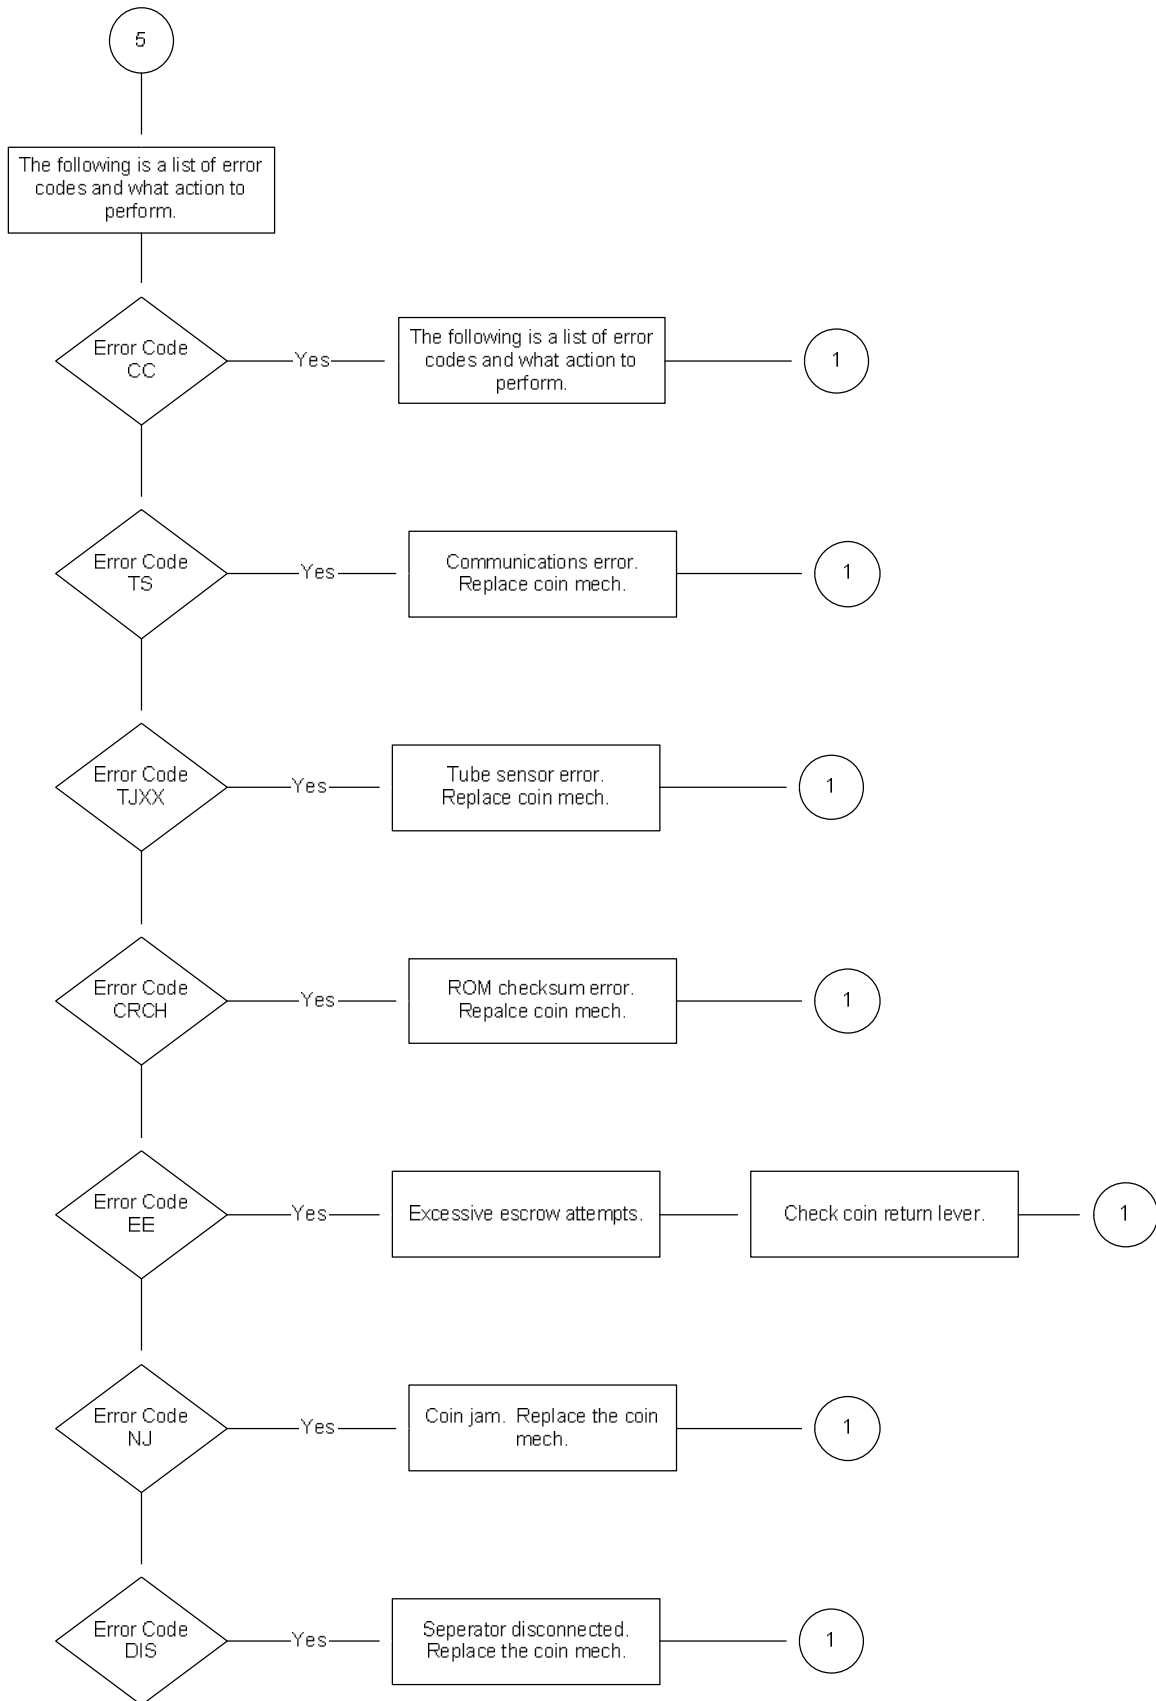 5
The following is a list of error
codes and what action to
perform.
Error Code
CC
Yes
The following is a list of error
codes and what action to
perform.
1
Error Code
TS
Yes
Communications error.
Replace coin mech.
1
Error Code
TJXX
Yes
Tube sensor error.
Replace coin mech.
1
Error Code
CRCH
Yes
ROM checksum error.
Repalce coin mech.
1
Error Code
EE
Yes
Excessive escrow attempts.
Check coin return lever.
1
Error Code
NJ
Yes
Coin jam.  Replace the coin
mech.
1
Error Code
DIS
Yes
Seperator disconnected.
Replace the coin mech.
1